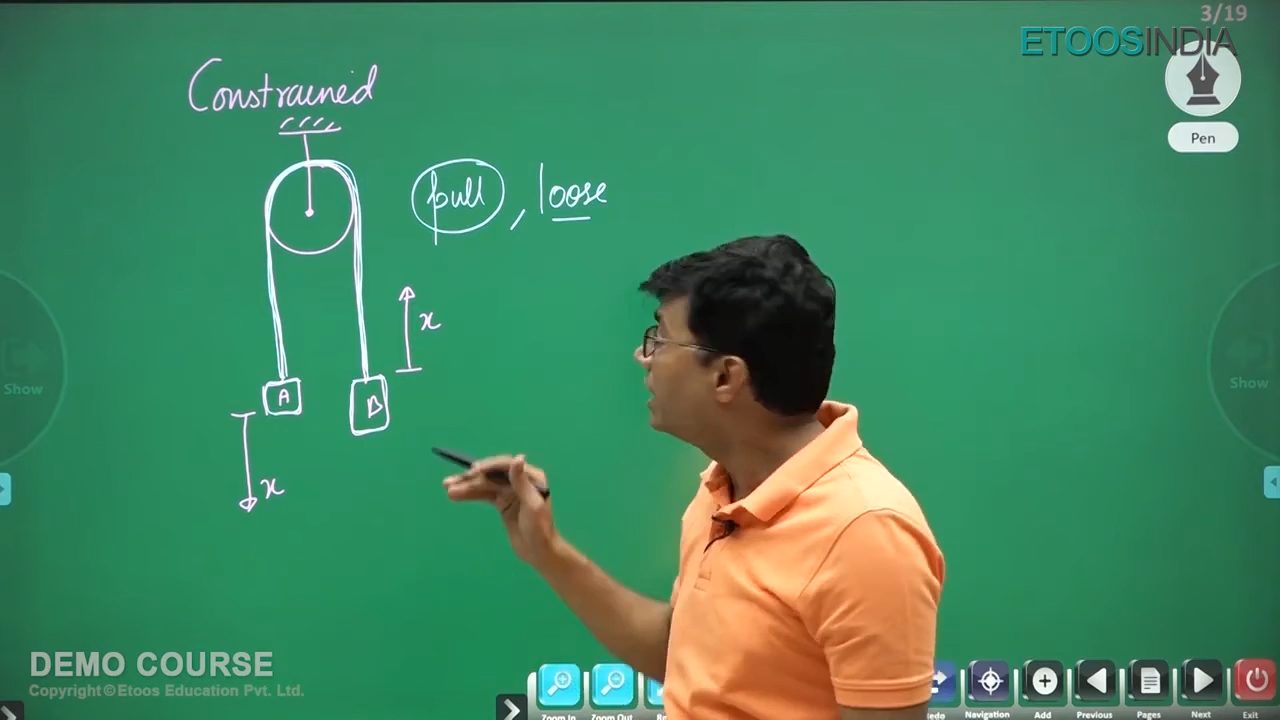 3/19
ETOOSINDIA
Pen
Constrained
pull, loose
x
A
B
x
Show
Show
DEMO COURSE
Copyright © Etoos Education Pvt. Ltd.
Zoom In
Zoom Out
Redo
Navigation
Add
Previous
Pages
Next
Exit